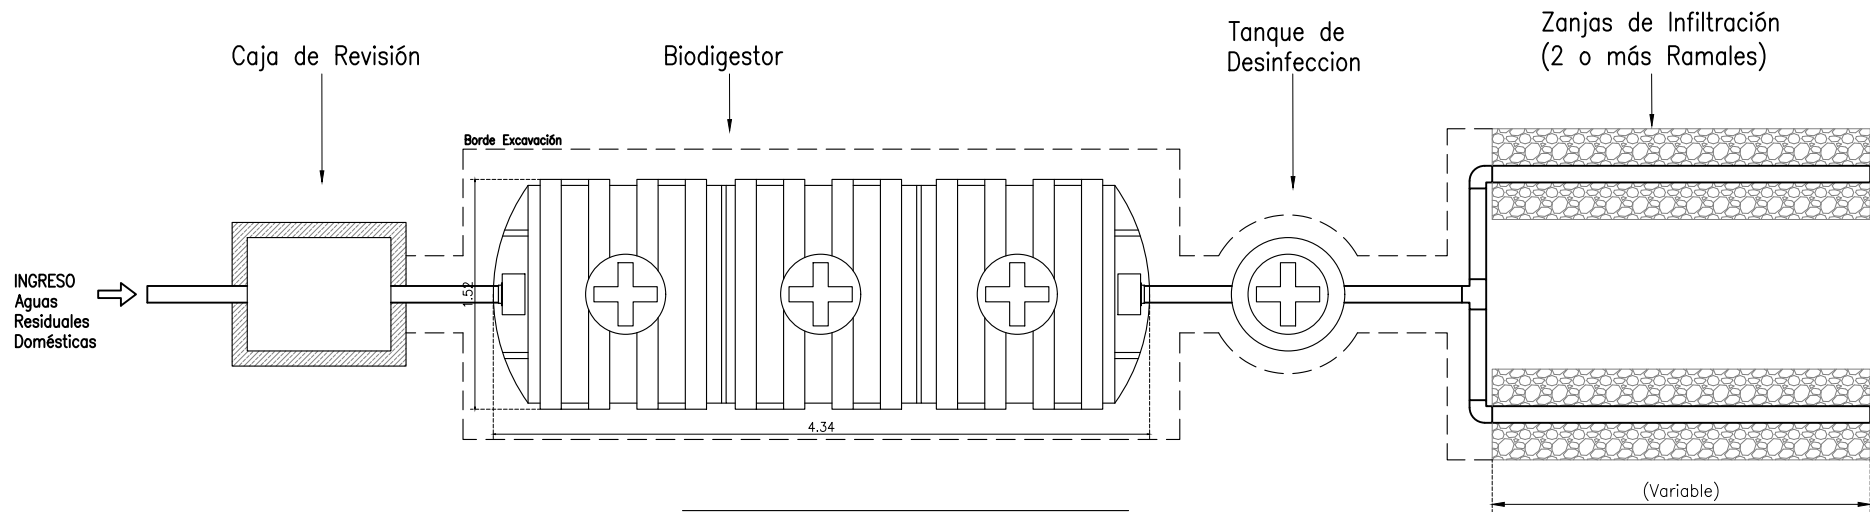 Caja de Revisión
Biodigestor
Tanque de
Desinfeccion
Zanjas de Infiltración
(2 o más Ramales)
Borde Excavación
INGRESO
Aguas
Residuales
Domésticas
1.52
4.34
(Variable)